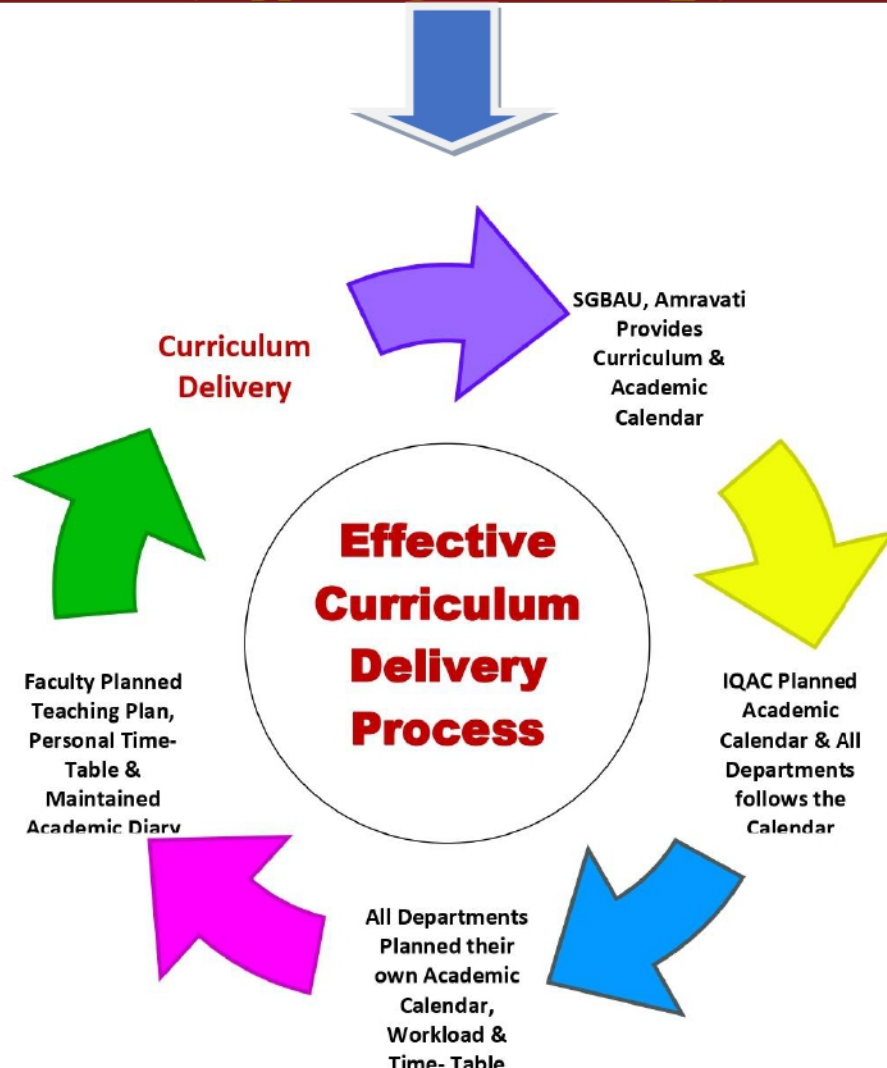 Curriculum
Delivery
SGBAU, Amravati
Provides
Curriculum &
Academic
Calendar
Effective
Curriculum
Delivery
Process
IQAC Planned
Academic
Calendar & All
Departments
follows the
Calendar
All Departments
Planned their
own Academic
Calendar,
Workload &
Time- Table
Faculty Planned
Teaching Plan,
Personal Time-
Table &
Maintained
Academic Diary